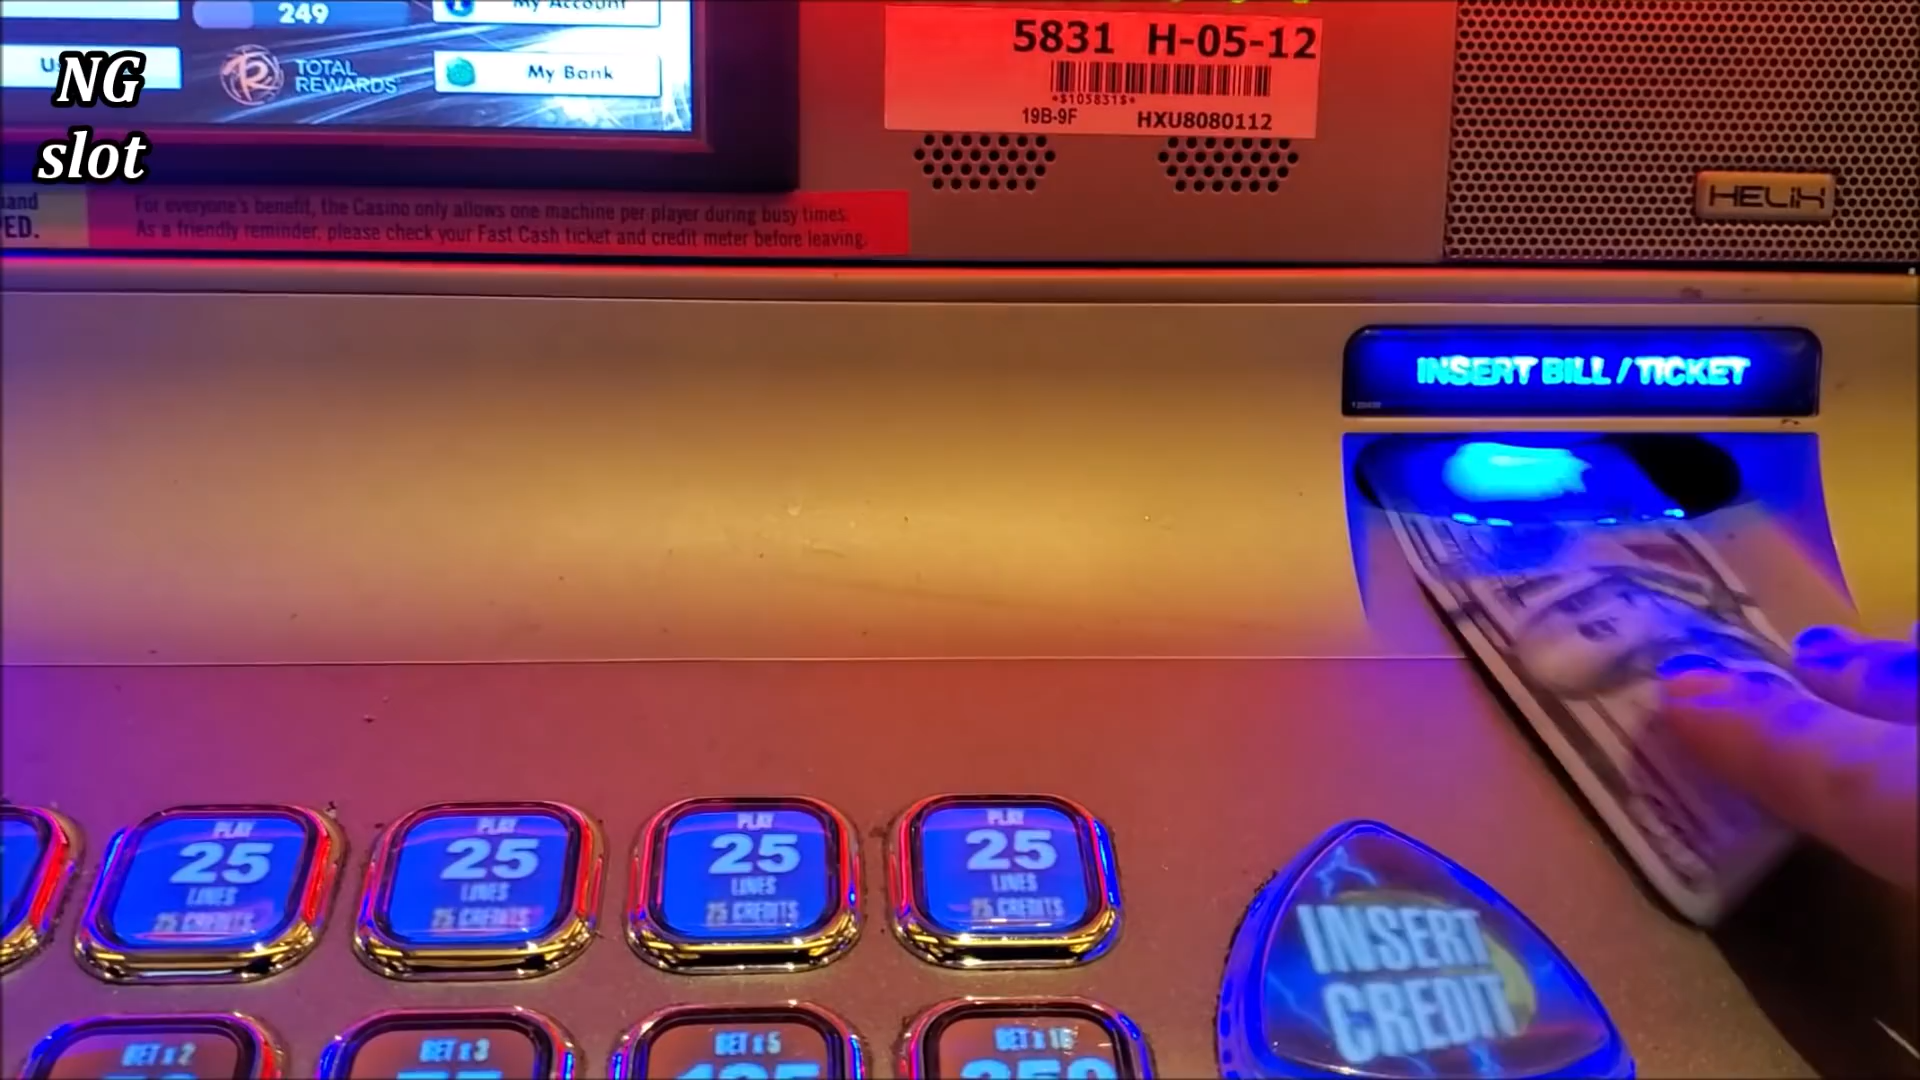 249
My Account
NG
slot
TOTAL
REWARDS
My Bank
5831 H-05-12
*$105831$*
19B-9F HXU8080112
HELIX
For everyone's benefit, the Casino only allows one machine per player during busy times.
As a friendly reminder, please check your Fast Cash ticket and credit meter before leaving.
ED.
INSERT BILL / TICKET
PLAY
25
LINES
25 CREDITS
PLAY
25
LINES
25 CREDITS
PLAY
25
LINES
25 CREDITS
PLAY
25
LINES
25 CREDITS
INSERT
CREDIT
BET x 2
BET x 3
BET x 5
BET x 10